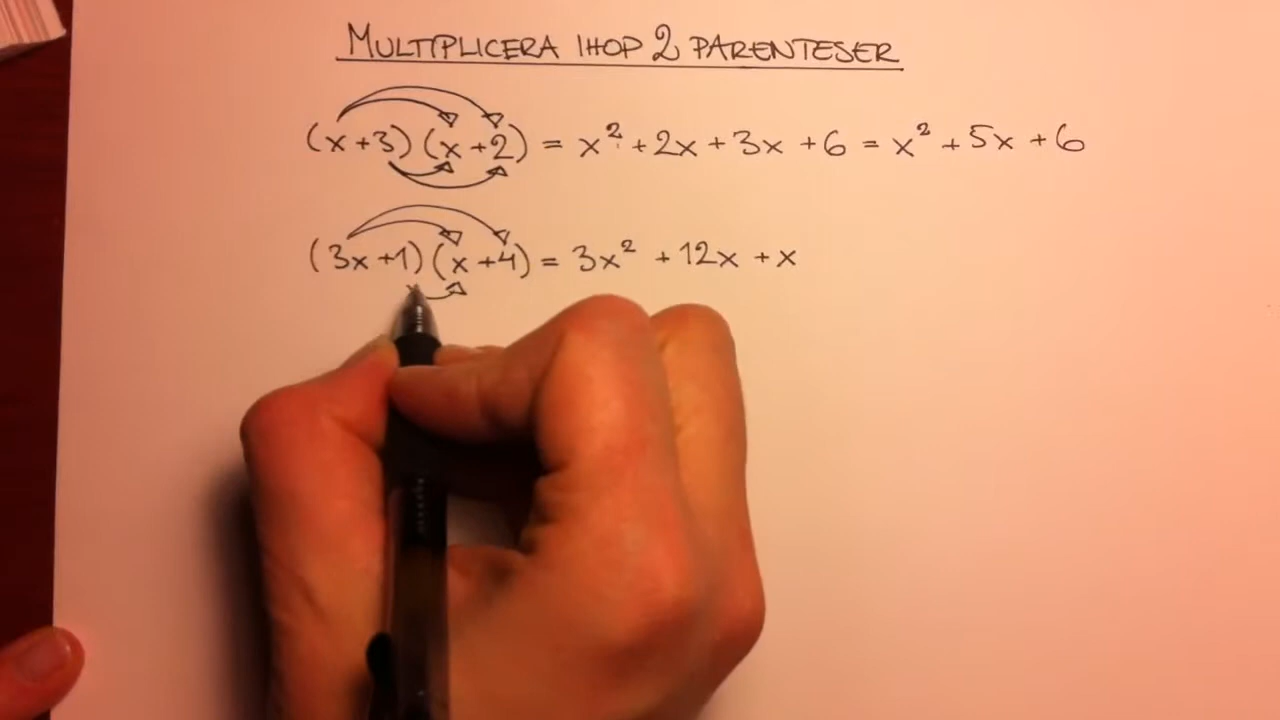 MULTIPLICERA IHOP 2 PARENTESER
(x+3)(x+2) = x² + 2x + 3x + 6 = x² + 5x + 6
(3x+1)(x+4) = 3x² + 12x + x